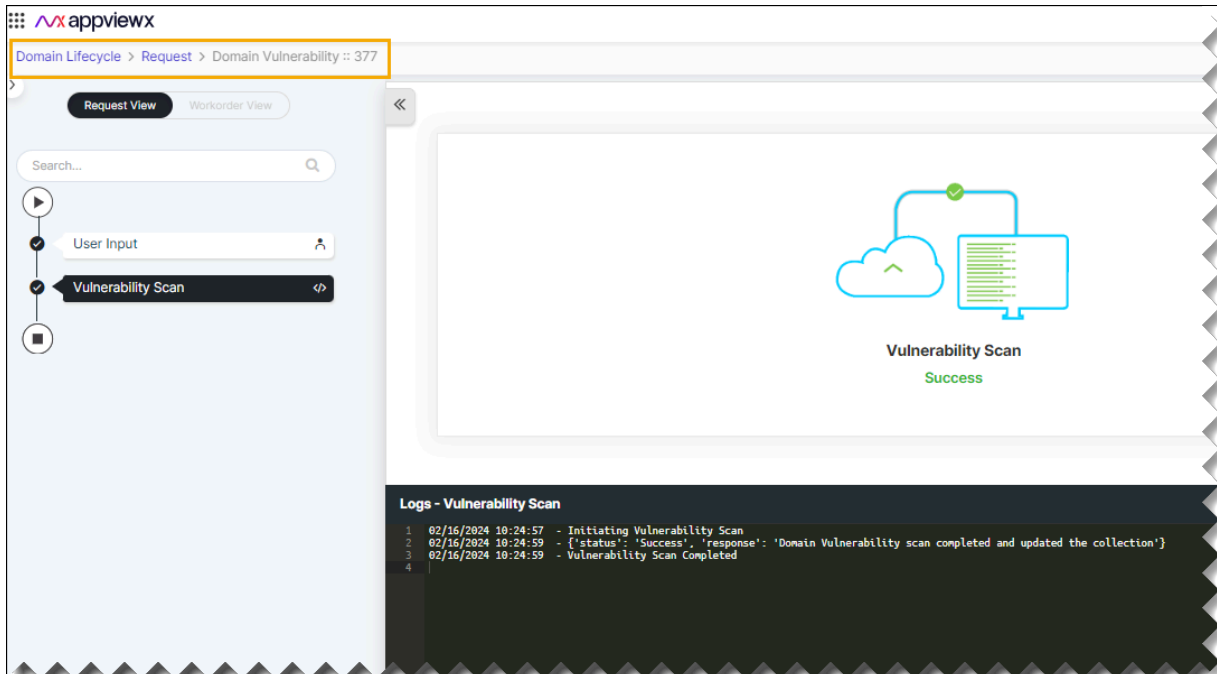 appviewx
Domain Lifecycle > Request > Domain Vulnerability :: 377
Request View Workorder View
Search...
User Input
Vulnerability Scan
Vulnerability Scan
Success
Logs - Vulnerability Scan
1 02/16/2024 10:24:57 - Initiating Vulnerability Scan
2 02/16/2024 10:24:59 - {'status': 'Success', 'response': 'Domain Vulnerability scan completed and updated the collection'}
3 02/16/2024 10:24:59 - Vulnerability Scan Completed
4